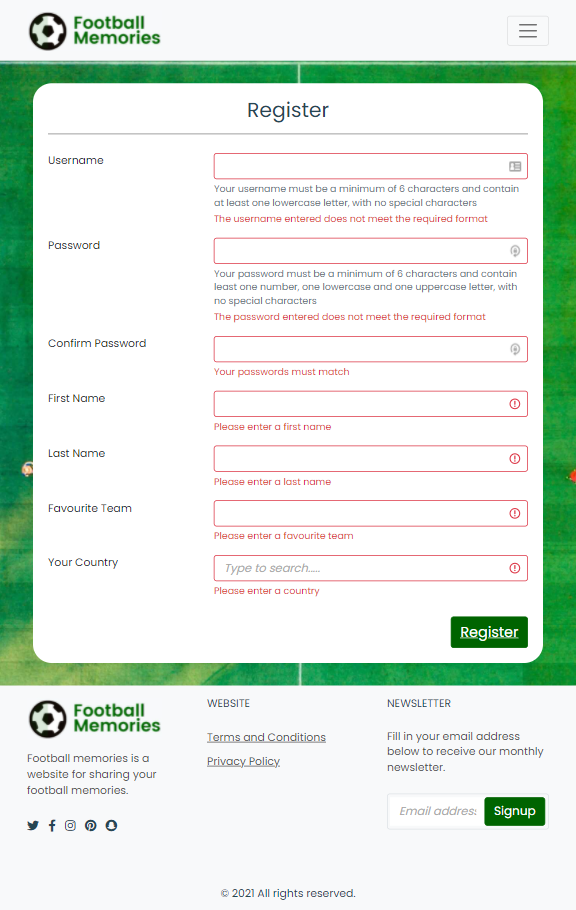 Football
Memories
Register
Username
Your username must be a minimum of 6 characters and contain
at least one lowercase letter, with no special characters
The username entered does not meet the required format
Password
Your password must be a minimum of 6 characters and contain
least one number, one lowercase and one uppercase letter, with
no special characters
The password entered does not meet the required format
Confirm Password
Your passwords must match
First Name
Please enter a first name
Last Name
Please enter a last name
Favourite Team
Please enter a favourite team
Your Country
Type to search.....
Please enter a country
Register
Football
Memories
Football memories is a
website for sharing your
football memories.
WEBSITE
Terms and Conditions
Privacy Policy
NEWSLETTER
Fill in your email address
below to receive our monthly
newsletter.
Email address
Signup
© 2021 All rights reserved.